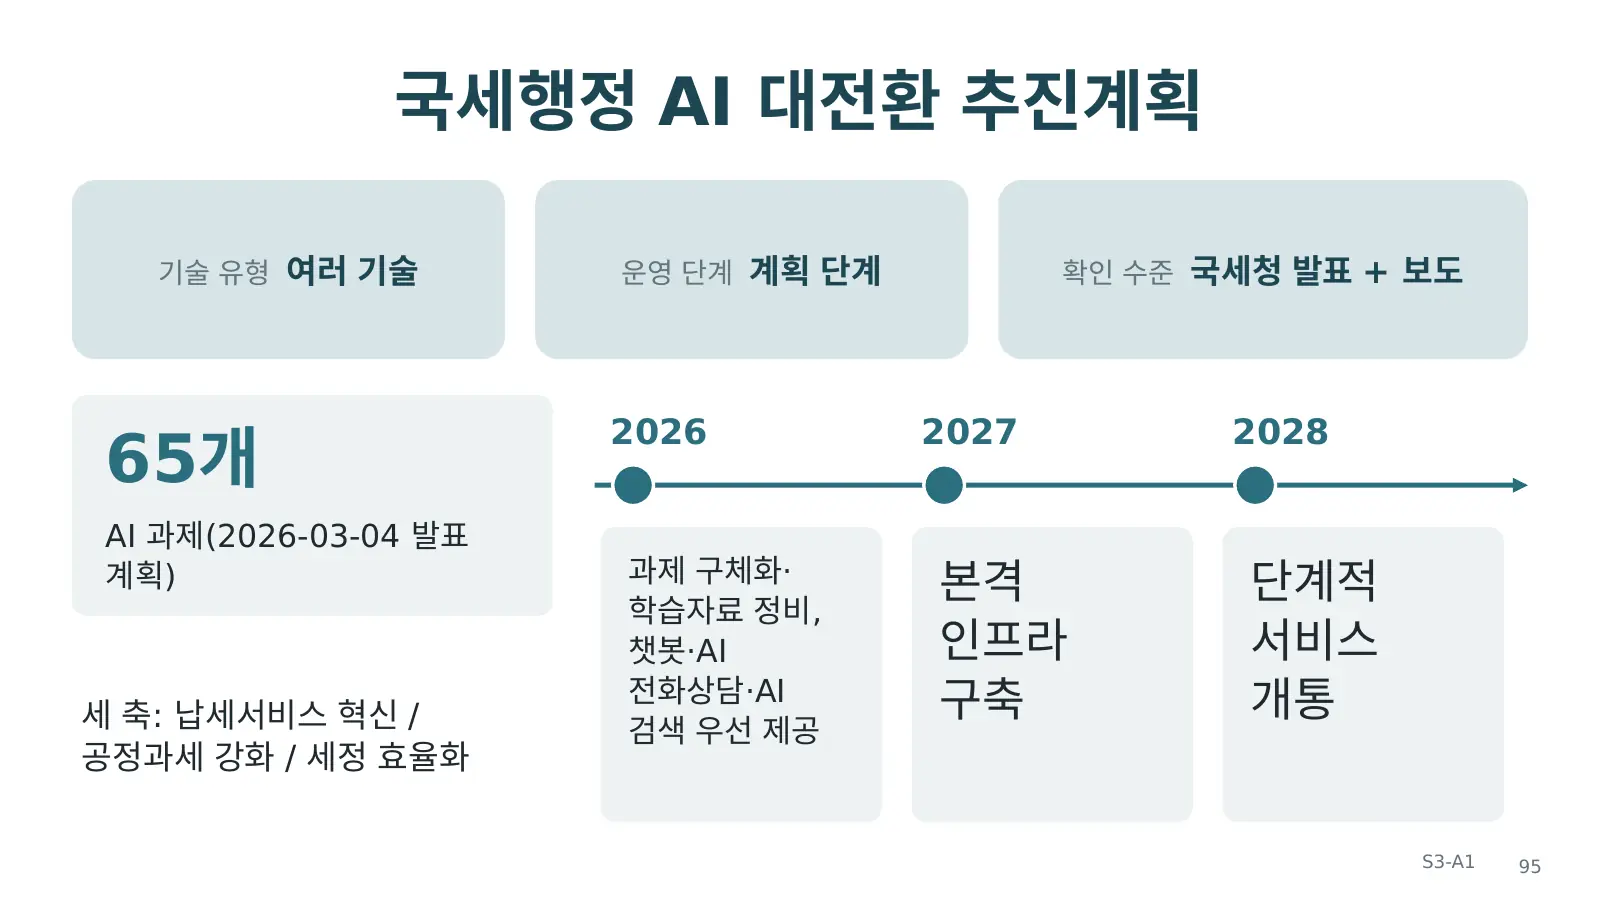 국세행정 AI 대전환 추진계획
기술 유형 여러 기술
운영 단계 계획 단계
확인 수준 국세청 발표 + 보도
65개
AI 과제(2026-03-04 발표
계획)
세 축: 납세서비스 혁신 /
공정과세 강화 / 세정 효율화
2026
과제 구체화·
학습자료 정비,
챗봇·AI
전화상담·AI
검색 우선 제공
2027
본격
인프라
구축
2028
단계적
서비스
개통
S3-A1
95